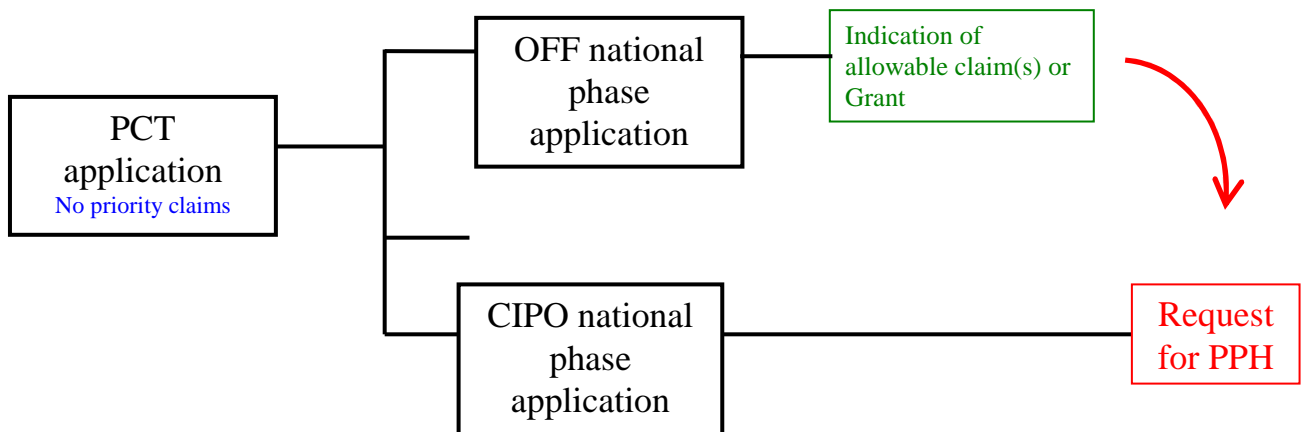 PCT
application
No priority claims
OFF national
phase
application
Indication of
allowable claim(s) or
Grant
CIPO national
phase
application
Request
for PPH